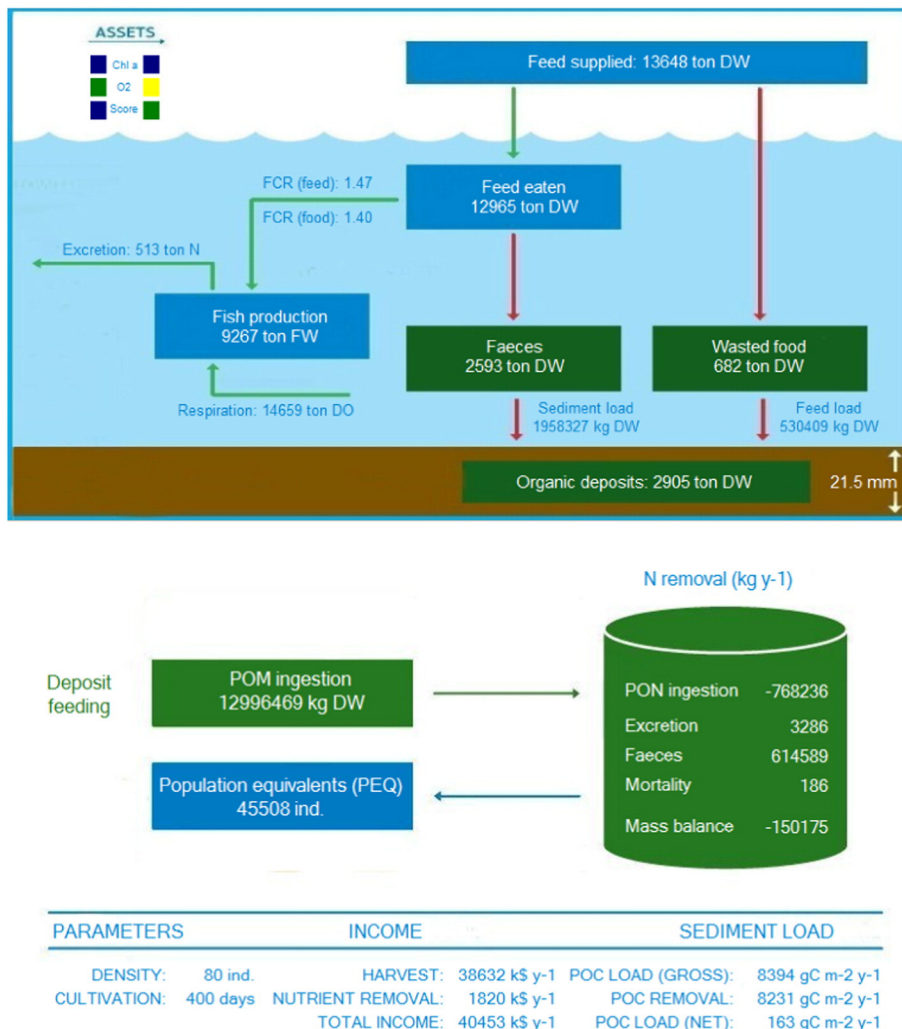 ASSETS
Chl a
O2
Score
Feed supplied: 13648 ton DW
FCR (feed): 1.47
FCR (food): 1.40
Feed eaten
12965 ton DW
Excretion: 513 ton N
Fish production
9267 ton FW
Faeces
2593 ton DW
Wasted food
682 ton DW
Respiration: 14659 ton DO
Sediment load
1958327 kg DW
Feed load
530409 kg DW
Organic deposits: 2905 ton DW
21.5 mm
N removal (kg y-1)
Deposit
feeding
POM ingestion
12996469 kg DW
Population equivalents (PEQ)
45508 ind.
PON ingestion -768236
Excretion 3286
Faeces 614589
Mortality 186
Mass balance -150175
PARAMETERS INCOME SEDIMENT LOAD
DENSITY: 80 ind. HARVEST: 38632 k$ y-1 POC LOAD (GROSS): 8394 gC m-2 y-1
CULTIVATION: 400 days NUTRIENT REMOVAL: 1820 k$ y-1 POC REMOVAL: 8231 gC m-2 y-1
TOTAL INCOME: 40453 k$ y-1 POC LOAD (NET): 163 gC m-2 y-1